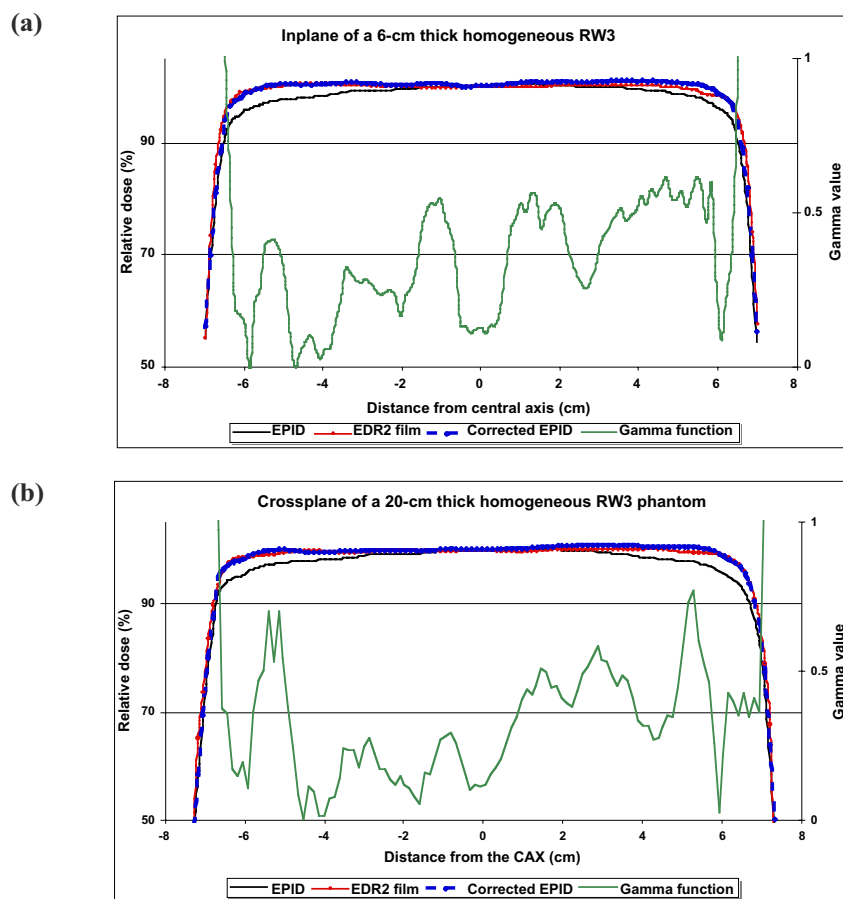 (a)
Inplane of a 6-cm thick homogeneous RW3
Relative dose (%)
90
70
50
1
0.5
0
Gamma value
-8 -6 -4 -2 0 2 4 6 8
Distance from central axis (cm)
EPID EDR2 film Corrected EPID Gamma function
(b)
Crossplane of a 20-cm thick homogeneous RW3 phantom
Relative dose (%)
90
70
50
1
0.5
0
Gamma value
-8 -6 -4 -2 0 2 4 6 8
Distance from the CAX (cm)
EPID EDR2 film Corrected EPID Gamma function